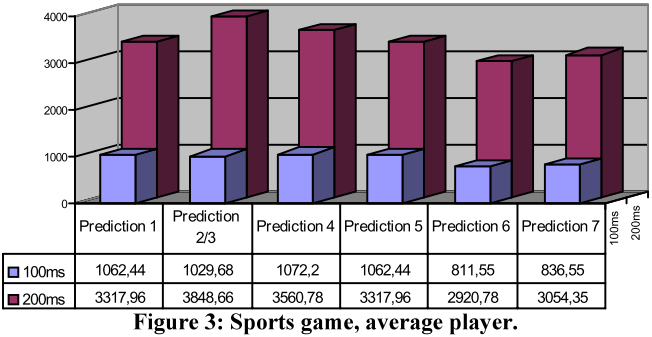 4000
3000
2000
1000
0
Prediction 1 Prediction 2/3 Prediction 4 Prediction 5 Prediction 6 Prediction 7
100ms
200ms
100ms 1062,44 1029,68 1072,2 1062,44 811,55 836,55
200ms 3317,96 3848,66 3560,78 3317,96 2920,78 3054,35
Figure 3: Sports game, average player.